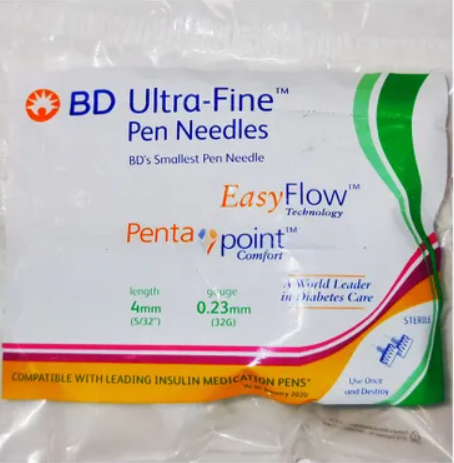 BD Ultra-Fine™
Pen Needles
BD's Smallest Pen Needle
EasyFlow™
Technology
Penta point™
Comfort
length gauge
4mm 0.23mm
(5/32") (32G)
A World Leader
in Diabetes Care
STERILE
Use Once
and Destroy
COMPATIBLE WITH LEADING INSULIN MEDICATION PENS*
January 2020